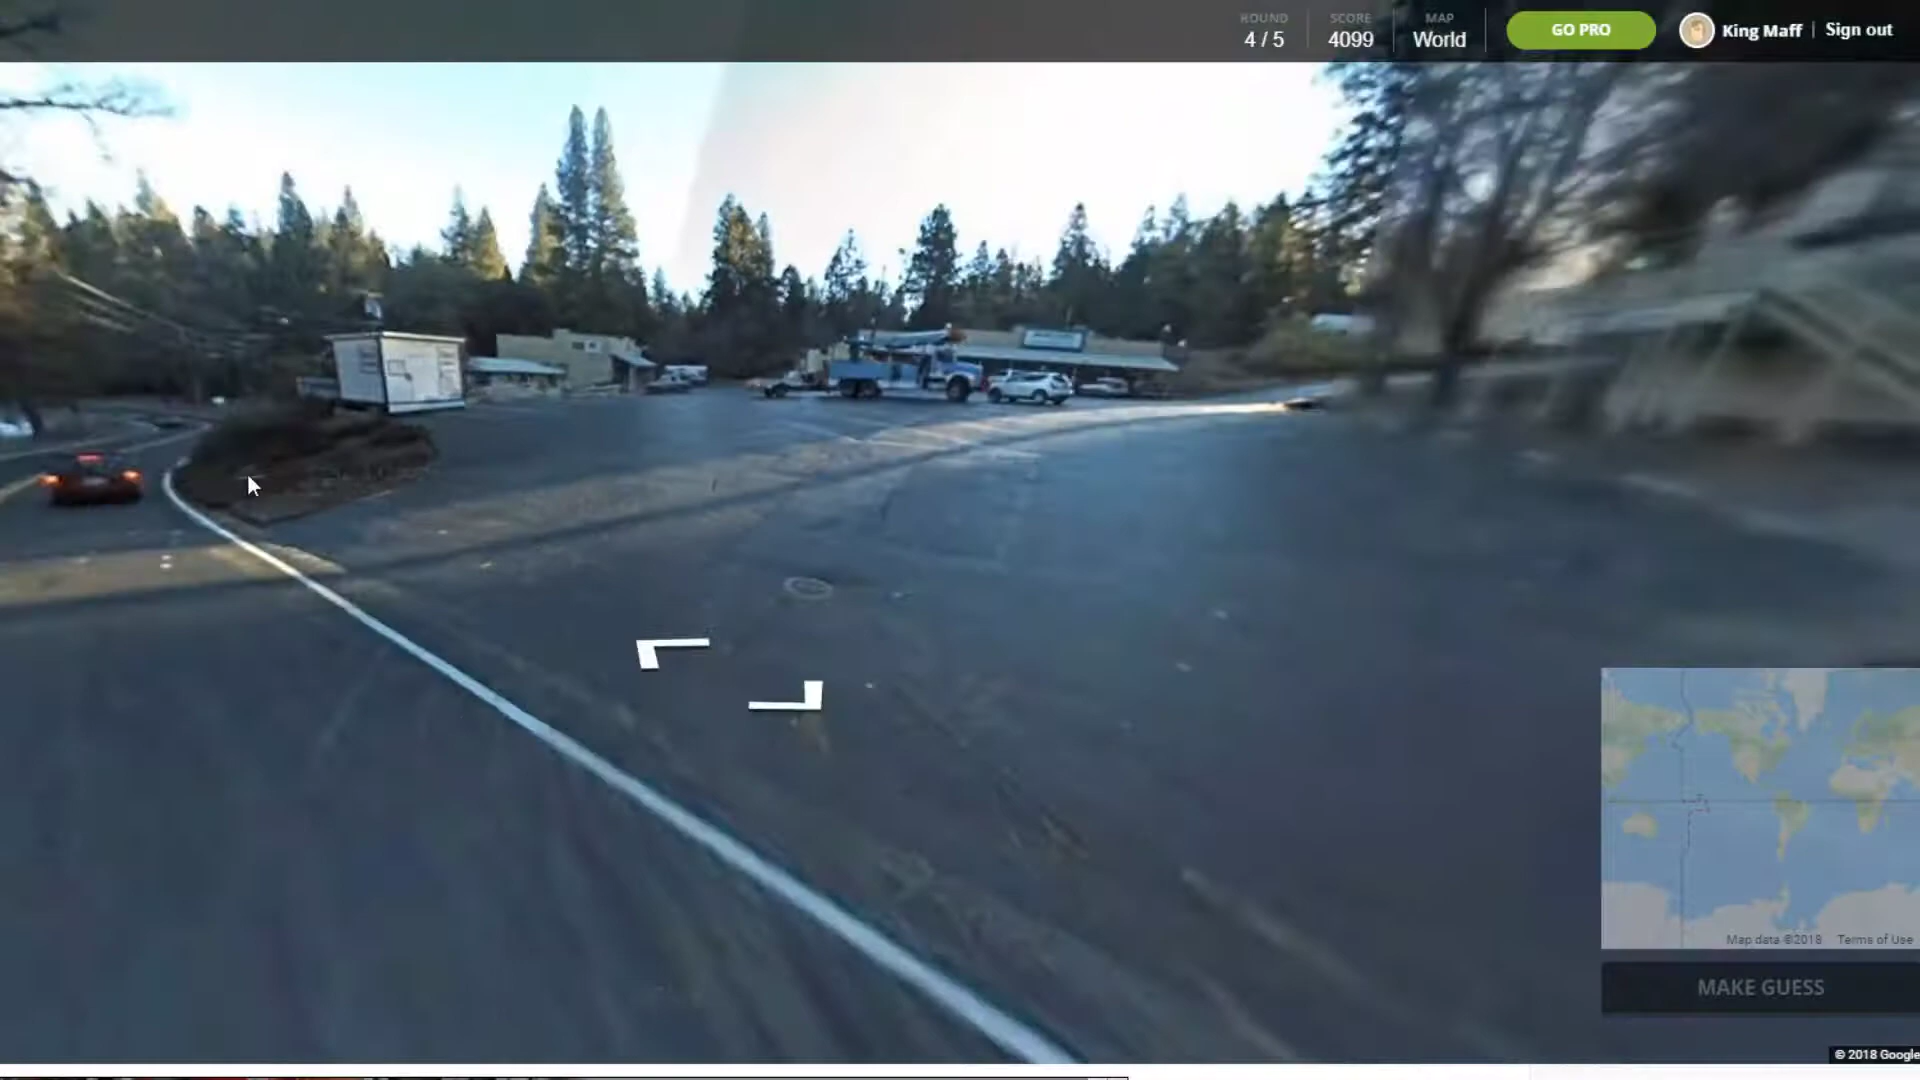 ROUND
4 / 5
SCORE
4099
MAP
World
GO PRO
King Maff
Sign out
Map data ©2018
Terms of Use
MAKE GUESS
© 2018 Google